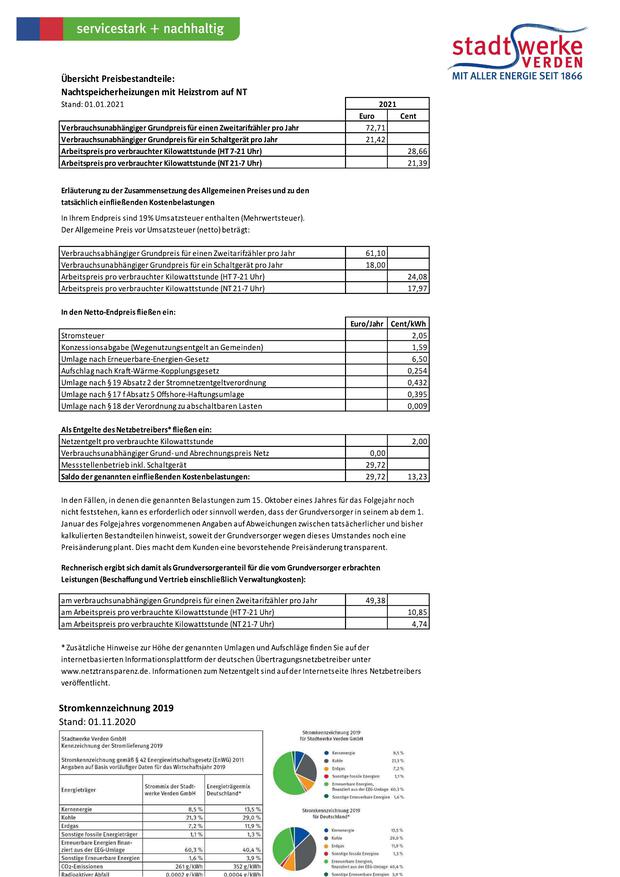 servicestark + nachhaltig
stadtwerke
VERDEN
MIT ALLER ENERGIE SEIT 1866
Übersicht Preisbestandteile:
Nachtspeicherheizungen mit Heizstrom auf NT
Stand: 01.01.2021
2021
Euro Cent
Verbrauchsunabhängiger Grundpreis für einen Zweitarifzähler pro Jahr 72,71
Verbrauchsunabhängiger Grundpreis für ein Schaltgerät pro Jahr 21,42
Arbeitspreis pro verbrauchter Kilowattstunde (HT 7-21 Uhr) 28,66
Arbeitspreis pro verbrauchter Kilowattstunde (NT 21-7 Uhr) 21,39
Erläuterung zu der Zusammensetzung des Allgemeinen Preises und zu den
tatsächlich einfließenden Kostenbelastungen
In Ihrem Endpreis sind 19% Umsatzsteuer enthalten (Mehrwertsteuer).
Der Allgemeine Preis vor Umsatzsteuer (netto) beträgt:
Verbrauchsabhängiger Grundpreis für einen Zweitarifzähler pro Jahr 61,10
Verbrauchsunabhängiger Grundpreis für ein Schaltgerät pro Jahr 18,00
Arbeitspreis pro verbrauchter Kilowattstunde (HT 7-21 Uhr) 24,08
Arbeitspreis pro verbrauchter Kilowattstunde (NT 21-7 Uhr) 17,97
In den Netto-Endpreis fließen ein:
Euro/Jahr Cent/kWh
Stromsteuer 2,05
Konzessionsabgabe (Wegenutzungsentgelt an Gemeinden) 1,59
Umlage nach Erneuerbare-Energien-Gesetz 6,50
Aufschlag nach Kraft-Wärme-Kopplungsgesetz 0,254
Umlage nach § 19 Absatz 2 der Stromnetzentgeltverordnung 0,432
Umlage nach § 17 f Absatz 5 Offshore-Haftungsumlage 0,395
Umlage nach § 18 der Verordnung zu abschaltbaren Lasten 0,009
Als Entgelte des Netzbetreibers* fließen ein:
Netzentgelt pro verbrauchte Kilowattstunde 2,00
Verbrauchsunabhängiger Grund- und Abrechnungspreis Netz 0,00
Messstellenbetrieb inkl. Schaltgerät 29,72
Saldo der genannten einfließenden Kostenbelastungen: 29,72 13,23
In den Fällen, in denen die genannten Belastungen zum 15. Oktober eines Jahres für das Folgejahr noch
nicht feststehen, kann es erforderlich oder sinnvoll werden, dass der Grundversorger in seinem ab dem 1.
Januar des Folgejahres vorgenommenen Angaben auf Abweichungen zwischen tatsächerlicher und bisher
kalkulierten Bestandteilen hinweist, soweit der Grundversorger wegen dieses Umstandes noch eine
Preisänderung plant. Dies macht dem Kunden eine bevorstehende Preisänderung transparent.
Rechnerisch ergibt sich damit als Grundversorgeranteil für die vom Grundversorger erbrachten
Leistungen (Beschaffung und Vertrieb einschließlich Verwaltungkosten):
am verbrauchsunabhängigen Grundpreis für einen Zweitarifzähler pro Jahr 49,38
am Arbeitspreis pro verbrauchte Kilowattstunde (HT 7-21 Uhr) 10,85
am Arbeitspreis pro verbrauchte Kilowattstunde (NT 21-7 Uhr) 4,74
* Zusätzliche Hinweise zur Höhe der genannten Umlagen und Aufschläge finden Sie auf der
internetbasierten Informationsplattform der deutschen Übertragungsnetzbetreiber unter
www.netztransparenz.de. Informationen zum Netzentgelt sind auf der Internetseite Ihres Netzbetreibers
veröffentlicht.
Stromkennzeichnung 2019
Stand: 01.11.2020
Stadtwerke Verden GmbH
Kennzeichnung der Stromlieferung 2019
Stromkennzeichnung gemäß § 42 Energiewirtschaftsgesetz (EnWG) 2011
Angaben auf Basis vorläufiger Daten für das Wirtschaftsjahr 2019
Energieträger Strommix der Stadtwerke Verden GmbH Energieträgermix Deutschland*
Kernenergie 8,5 % 13,5 %
Kohle 21,3 % 29,0 %
Erdgas 7,2 % 11,9 %
Sonstige fossile Energieträger 1,1 % 1,3 %
Erneuerbare Energien finan-
ziert aus der EEG-Umlage 60,3 % 40,4 %
Sonstige Erneuerbare Energien 1,6 % 3,9 %
CO₂-Emissionen 261 g/kWh 352 g/kWh
Radioaktiver Abfall 0,0002 g/kWh 0,0004 g/kWh
Stromkennzeichnung 2019
für Stadtwerke Verden GmbH
Kernenergie 8,5 %
Kohle 21,3 %
Erdgas 7,2 %
Sonstige fossile Energien 1,1 %
Erneuerbare Energien,
finanziert aus der EEG-Umlage 60,3 %
Sonstige Erneuerbare Energien 1,6 %
Stromkennzeichnung 2019
für Deutschland*
Kernenergie 13,5 %
Kohle 29,0 %
Erdgas 11,9 %
Sonstige fossile Energien 1,3 %
Erneuerbare Energien,
finanziert aus der EEG-Umlage 40,4 %
Sonstige Erneuerbare Energien 3,9 %